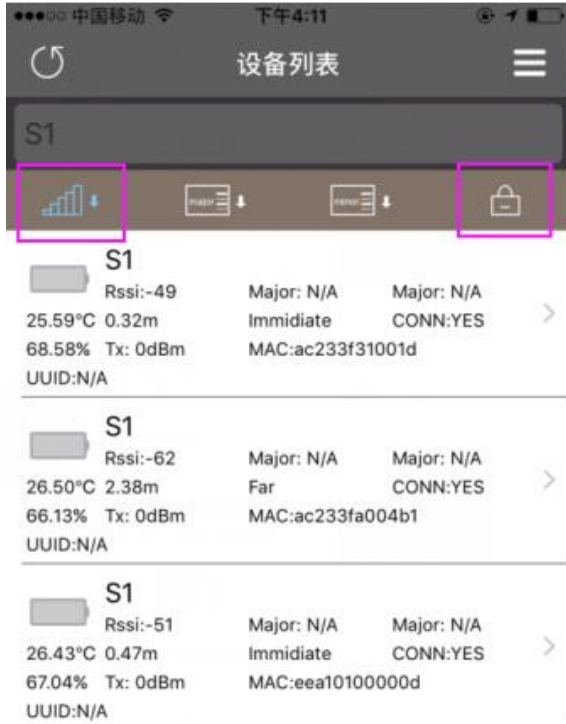 中国移动 下午4:11
设备列表
S1
major minor
S1
Rssi:-49 Major: N/A Major: N/A
25.59°C 0.32m Immidiate CONN:YES
68.58% Tx: 0dBm MAC:ac233f31001d
UUID:N/A
S1
Rssi:-62 Major: N/A Major: N/A
26.50°C 2.38m Far CONN:YES
66.13% Tx: 0dBm MAC:ac233fa004b1
UUID:N/A
S1
Rssi:-51 Major: N/A Major: N/A
26.43°C 0.47m Immidiate CONN:YES
67.04% Tx: 0dBm MAC:eea10100000d
UUID:N/A